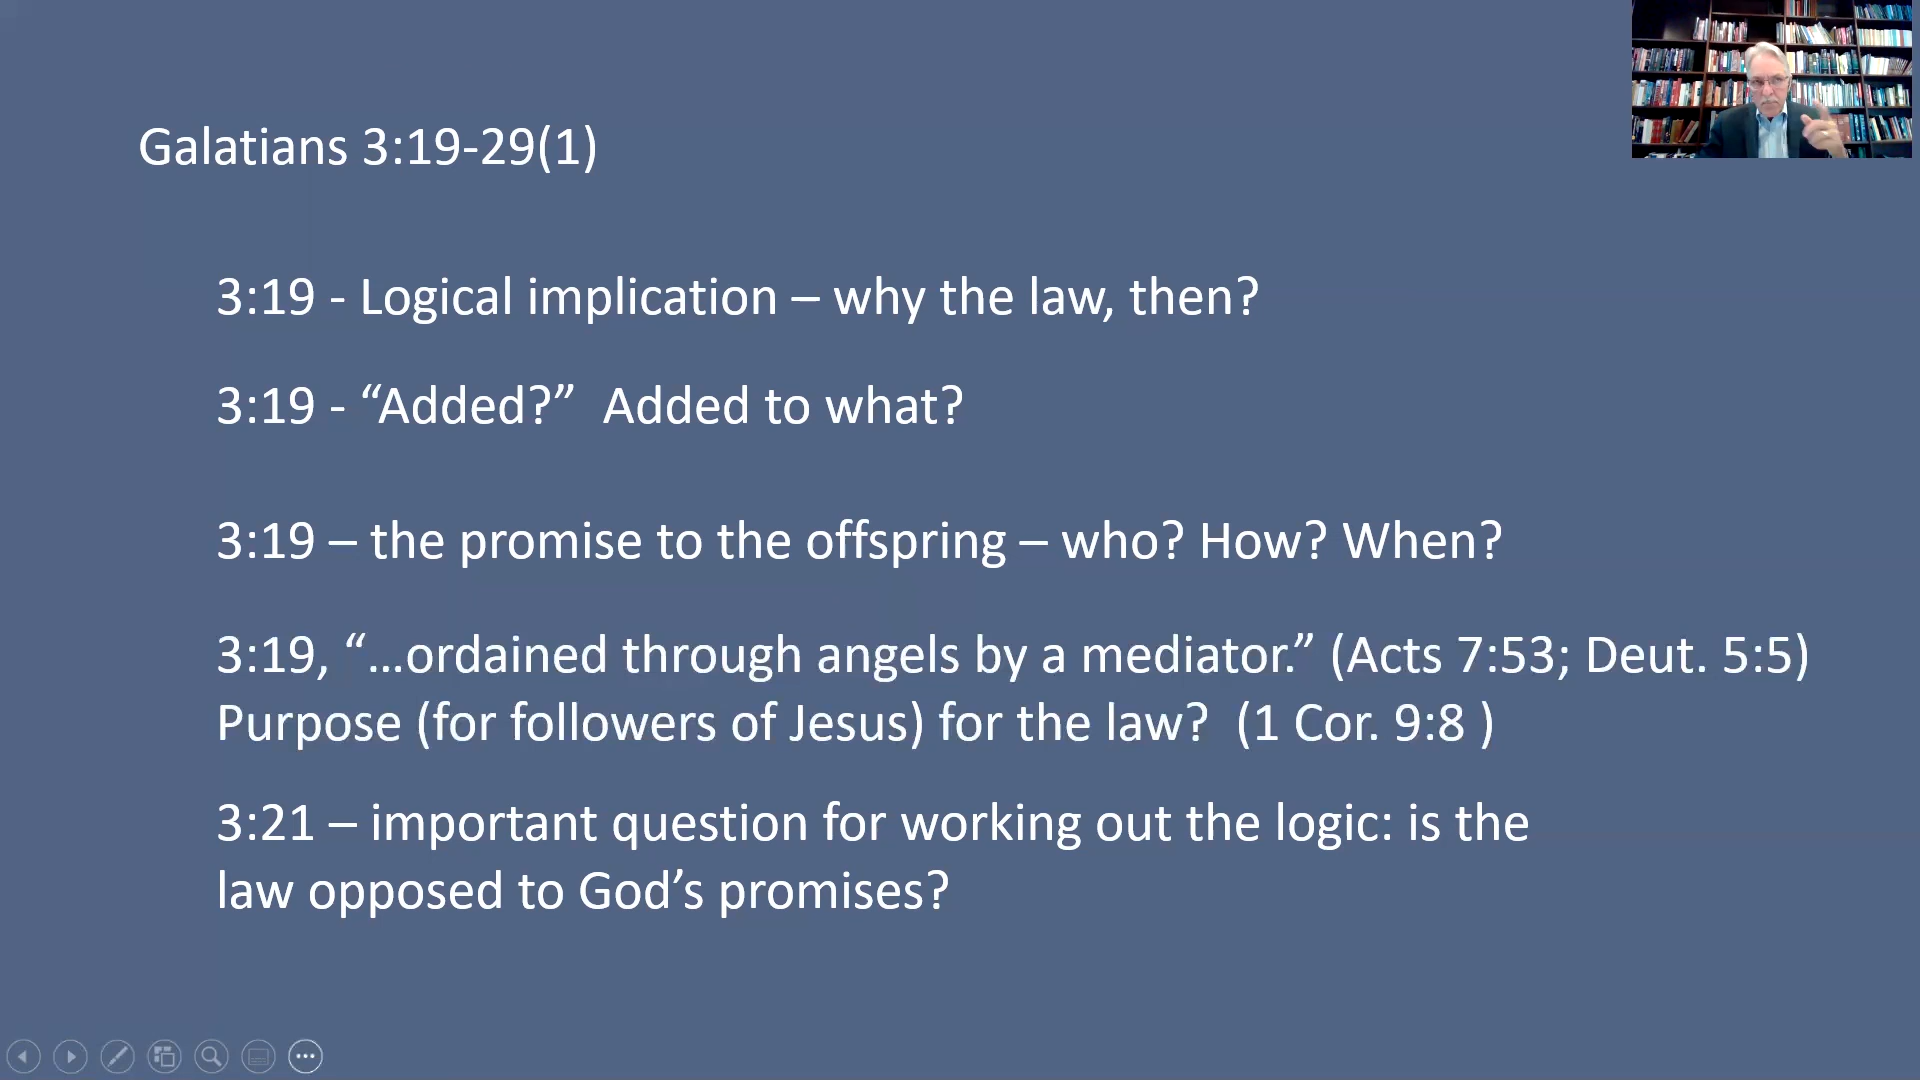 Galatians 3:19-29(1)
3:19 - Logical implication – why the law, then?
3:19 - “Added?”  Added to what?
3:19 – the promise to the offspring – who? How? When?
3:19, “…ordained through angels by a mediator.” (Acts 7:53; Deut. 5:5)
Purpose (for followers of Jesus) for the law?  (1 Cor. 9:8 )
3:21 – important question for working out the logic: is the
law opposed to God’s promises?